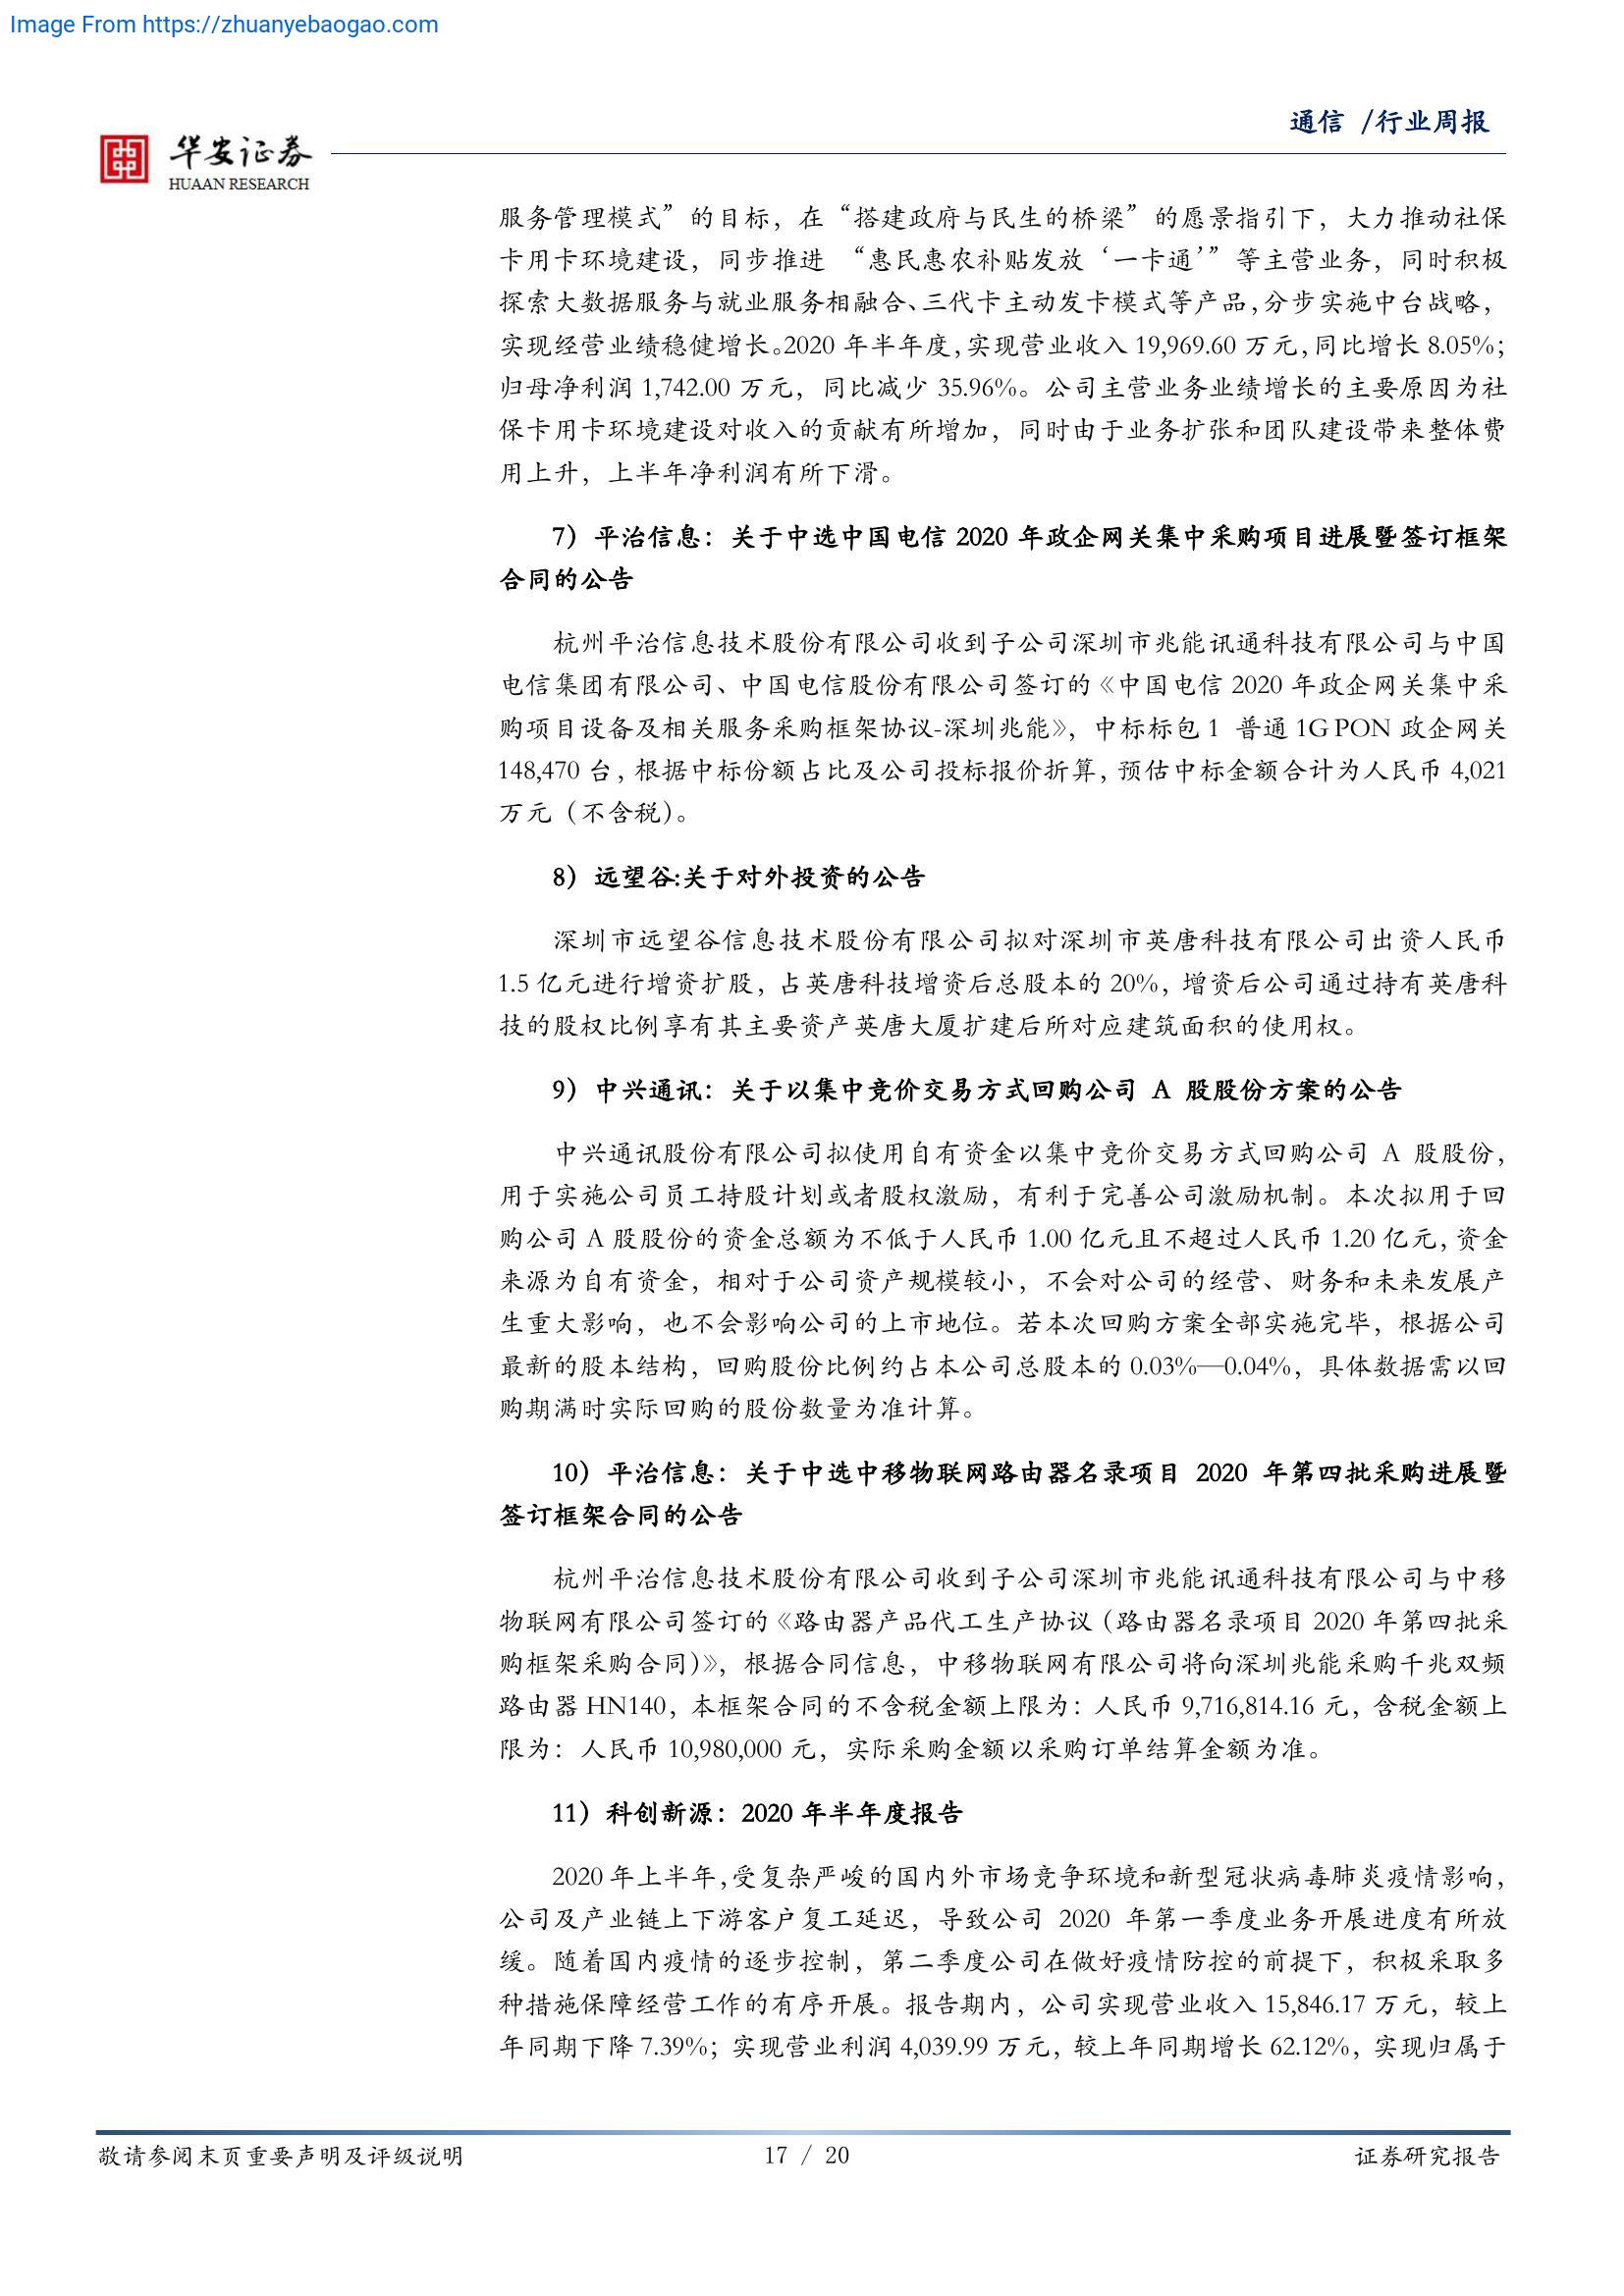 Image From https://zhuanyebaogao.com
通信 /行业周报
华安证券
HUAAN RESEARCH
服务管理模式”的目标，在“搭建政府与民生的桥梁”的愿景指引下，大力推动社保
卡用卡环境建设，同步推进 “惠民惠农补贴发放‘一卡通’”等主营业务，同时积极
探索大数据服务与就业服务相融合、三代卡主动发卡模式等产品，分步实施中台战略，
实现经营业绩稳健增长。2020 年半年度，实现营业收入 19,969.60 万元，同比增长 8.05%；
归母净利润 1,742.00 万元，同比减少 35.96%。公司主营业务业绩增长的主要原因为社
保卡用卡环境建设对收入的贡献有所增加，同时由于业务扩张和团队建设带来整体费
用上升，上半年净利润有所下滑。
7）平治信息：关于中选中国电信 2020 年政企网关集中采购项目进展暨签订框架
合同的公告
杭州平治信息技术股份有限公司收到子公司深圳市兆能讯通科技有限公司与中国
电信集团有限公司、中国电信股份有限公司签订的《中国电信 2020 年政企网关集中采
购项目设备及相关服务采购框架协议-深圳兆能》，中标标包 1 普通 1G PON 政企网关
148,470 台，根据中标份额占比及公司投标报价折算，预估中标金额合计为人民币 4,021
万元（不含税）。
8）远望谷:关于对外投资的公告
深圳市远望谷信息技术股份有限公司拟对深圳市英唐科技有限公司出资人民币
1.5 亿元进行增资扩股，占英唐科技增资后总股本的 20%，增资后公司通过持有英唐科
技的股权比例享有其主要资产英唐大厦扩建后所对应建筑面积的使用权。
9）中兴通讯：关于以集中竞价交易方式回购公司 A 股股份方案的公告
中兴通讯股份有限公司拟使用自有资金以集中竞价交易方式回购公司 A 股股份，
用于实施公司员工持股计划或者股权激励，有利于完善公司激励机制。本次拟用于回
购公司 A 股股份的资金总额为不低于人民币 1.00 亿元且不超过人民币 1.20 亿元，资金
来源为自有资金，相对于公司资产规模较小，不会对公司的经营、财务和未来发展产
生重大影响，也不会影响公司的上市地位。若本次回购方案全部实施完毕，根据公司
最新的股本结构，回购股份比例约占本公司总股本的 0.03%—0.04%，具体数据需以回
购期满时实际回购的股份数量为准计算。
10）平治信息：关于中选中移物联网路由器名录项目 2020 年第四批采购进展暨
签订框架合同的公告
杭州平治信息技术股份有限公司收到子公司深圳市兆能讯通科技有限公司与中移
物联网有限公司签订的《路由器产品代工生产协议（路由器名录项目 2020 年第四批采
购框架采购合同）》，根据合同信息，中移物联网有限公司将向深圳兆能采购千兆双频
路由器 HN140，本框架合同的不含税金额上限为：人民币 9,716,814.16 元，含税金额上
限为：人民币 10,980,000 元，实际采购金额以采购订单结算金额为准。
11）科创新源：2020 年半年度报告
2020 年上半年，受复杂严峻的国内外市场竞争环境和新型冠状病毒肺炎疫情影响，
公司及产业链上下游客户复工延迟，导致公司 2020 年第一季度业务开展进度有所放
缓。随着国内疫情的逐步控制，第二季度公司在做好疫情防控的前提下，积极采取多
种措施保障经营工作的有序开展。报告期内，公司实现营业收入 15,846.17 万元，较上
年同期下降 7.39%；实现营业利润 4,039.99 万元，较上年同期增长 62.12%，实现归属于
敬请参阅末页重要声明及评级说明
17 / 20
证券研究报告